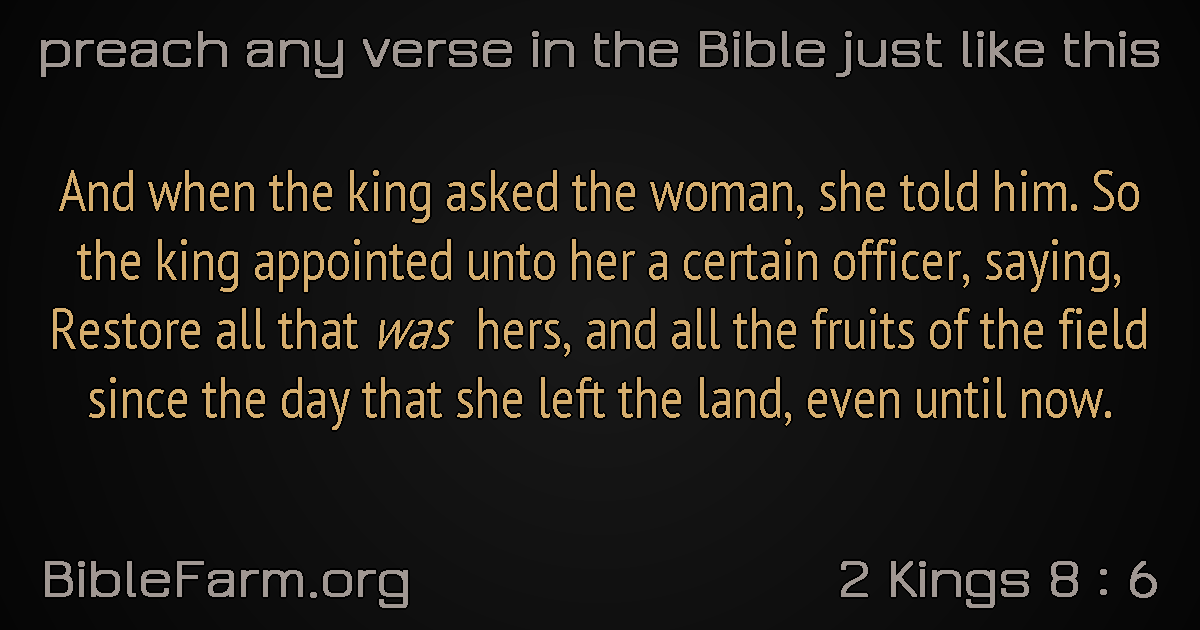 preach any verse in the Bible just like this
And when the king asked the woman, she told him. So
the king appointed unto her a certain officer, saying,
Restore all that was hers, and all the fruits of the field
since the day that she left the land, even until now.
BibleFarm.org
2 Kings 8 : 6